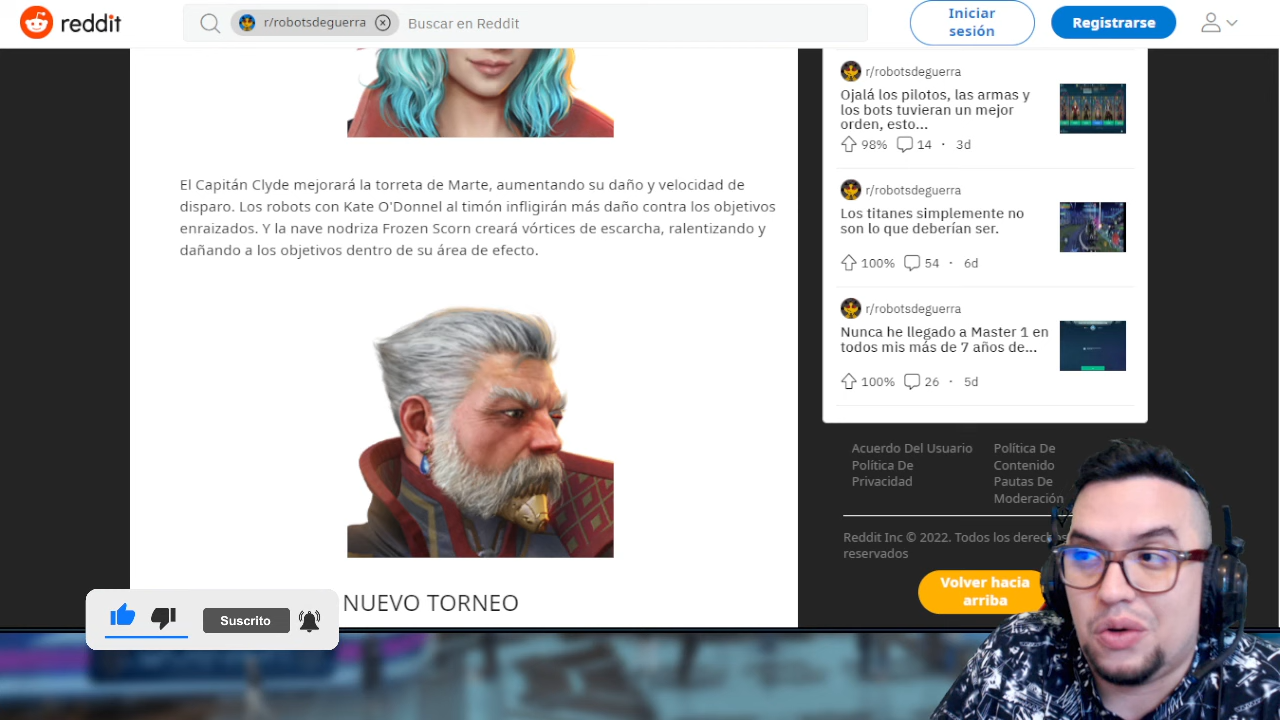 reddit
r/robotsdeguerra
Buscar en Reddit
Iniciar
sesión
Registrarse
El Capitán Clyde mejorará la torreta de Marte, aumentando su daño y velocidad de
disparo. Los robots con Kate O'Donnel al timón infligirán más daño contra los objetivos
enraizados. Y la nave nodriza Frozen Scorn creará vórtices de escarcha, ralentizando y
dañando a los objetivos dentro de su área de efecto.
NUEVO TORNEO
Suscrito
r/robotsdeguerra
Ojalá los pilotos, las armas y
los bots tuvieran un mejor
orden, esto...
98% 14 · 3d
r/robotsdeguerra
Los titanes simplemente no
son lo que deberían ser.
100% 54 · 6d
r/robotsdeguerra
Nunca he llegado a Master 1 en
todos mis más de 7 años de...
100% 26 · 5d
Acuerdo Del Usuario
Política De
Privacidad
Política De
Contenido
Pautas De
Moderación
Reddit Inc © 2022. Todos los derechos
reservados
Volver hacia
arriba